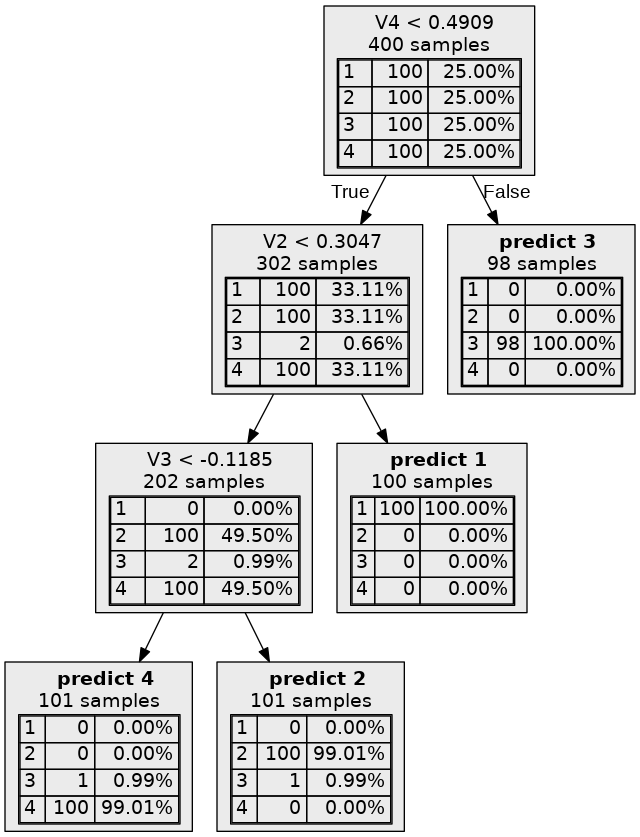 V4 < 0.4909
400 samples
1 100 25.00%
2 100 25.00%
3 100 25.00%
4 100 25.00%
True
False
V2 < 0.3047
302 samples
1 100 33.11%
2 100 33.11%
3 2 0.66%
4 100 33.11%
predict 3
98 samples
1 0 0.00%
2 0 0.00%
3 98 100.00%
4 0 0.00%
V3 < -0.1185
202 samples
1 0 0.00%
2 100 49.50%
3 2 0.99%
4 100 49.50%
predict 1
100 samples
1 100 100.00%
2 0 0.00%
3 0 0.00%
4 0 0.00%
predict 4
101 samples
1 0 0.00%
2 0 0.00%
3 1 0.99%
4 100 99.01%
predict 2
101 samples
1 0 0.00%
2 100 99.01%
3 1 0.99%
4 0 0.00%